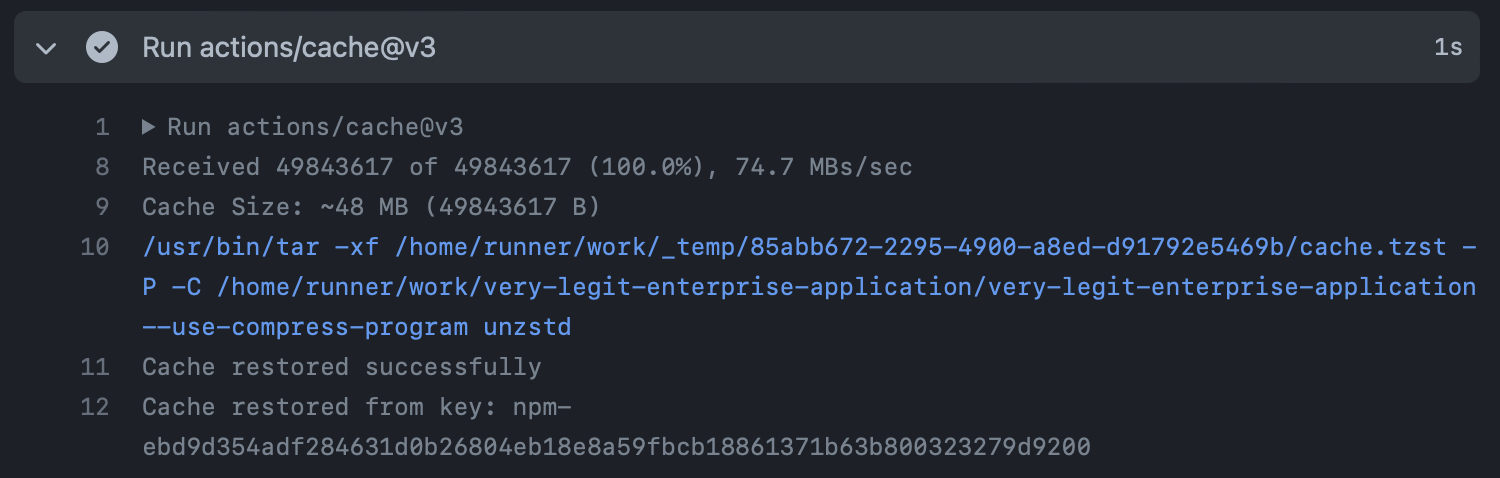 Run actions/cache@v3 1s
1 ▶ Run actions/cache@v3
8 Received 49843617 of 49843617 (100.0%), 74.7 MBs/sec
9 Cache Size: ~48 MB (49843617 B)
10 /usr/bin/tar -xf /home/runner/work/_temp/85abb672-2295-4900-a8ed-d91792e5469b/cache.tzst -
P -C /home/runner/work/very-legit-enterprise-application/very-legit-enterprise-application
--use-compress-program unzstd
11 Cache restored successfully
12 Cache restored from key: npm-
ebd9d354adf284631d0b26804eb18e8a59fbcb18861371b63b800323279d9200